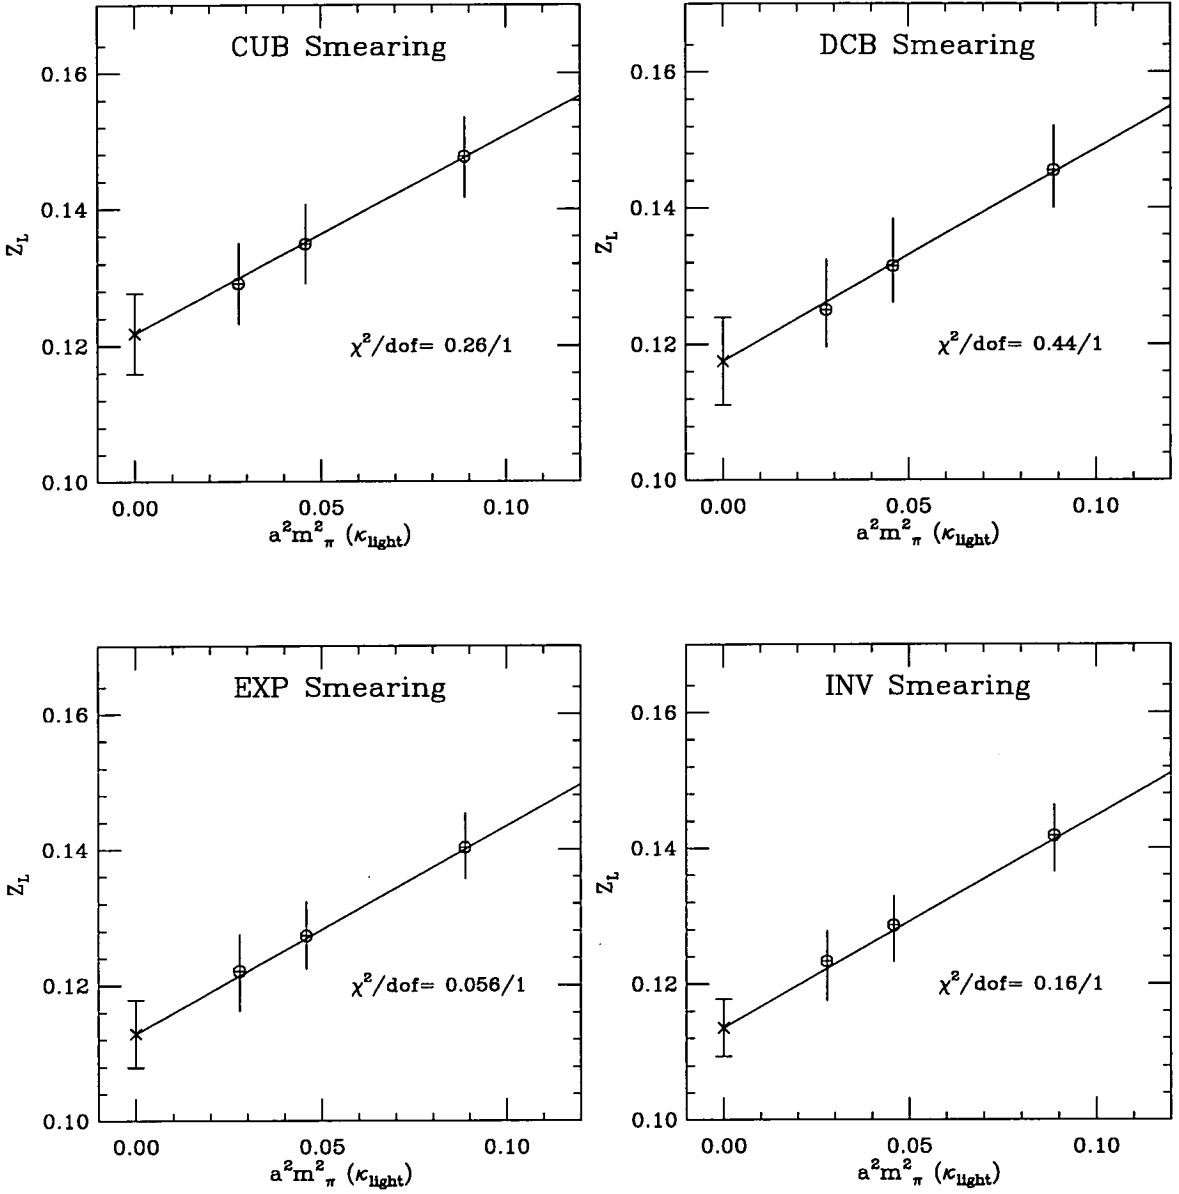 CUB Smearing
0.16
0.14
0.12
0.10
Z_L
χ²/dof= 0.26/1
0.00 0.05 0.10
a²m²_π (κ_light)
DCB Smearing
0.16
0.14
0.12
0.10
Z_L
χ²/dof= 0.44/1
0.00 0.05 0.10
a²m²_π (κ_light)
EXP Smearing
0.16
0.14
0.12
0.10
Z_L
χ²/dof= 0.056/1
0.00 0.05 0.10
a²m²_π (κ_light)
INV Smearing
0.16
0.14
0.12
0.10
Z_L
χ²/dof= 0.16/1
0.00 0.05 0.10
a²m²_π (κ_light)